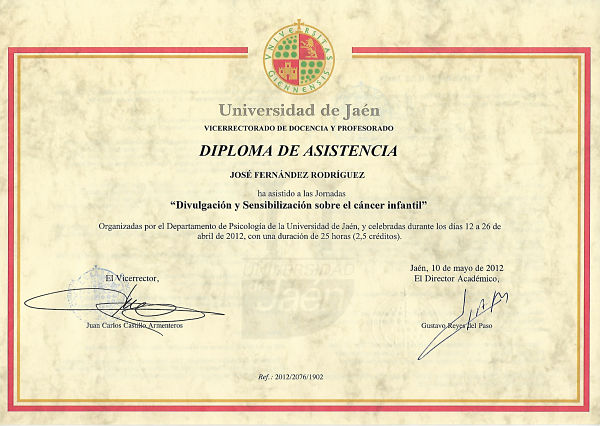 UNIVERSITAS GIENNENSIS
Universidad de Jaén
VICERRECTORADO DE DOCENCIA Y PROFESORADO
DIPLOMA DE ASISTENCIA
JOSÉ FERNÁNDEZ RODRÍGUEZ
ha asistido a las Jornadas
“Divulgación y Sensibilización sobre el cáncer infantil”
Organizadas por el Departamento de Psicología de la Universidad de Jaén, y celebradas durante los días 12 a 26 de
abril de 2012, con una duración de 25 horas (2,5 créditos).
Jaén, 10 de mayo de 2012
El Vicerrector,
El Director Académico,
Juan Carlos Castillo Armenteros
Gustavo Reyes del Paso
Ref.: 2012/2076/1902